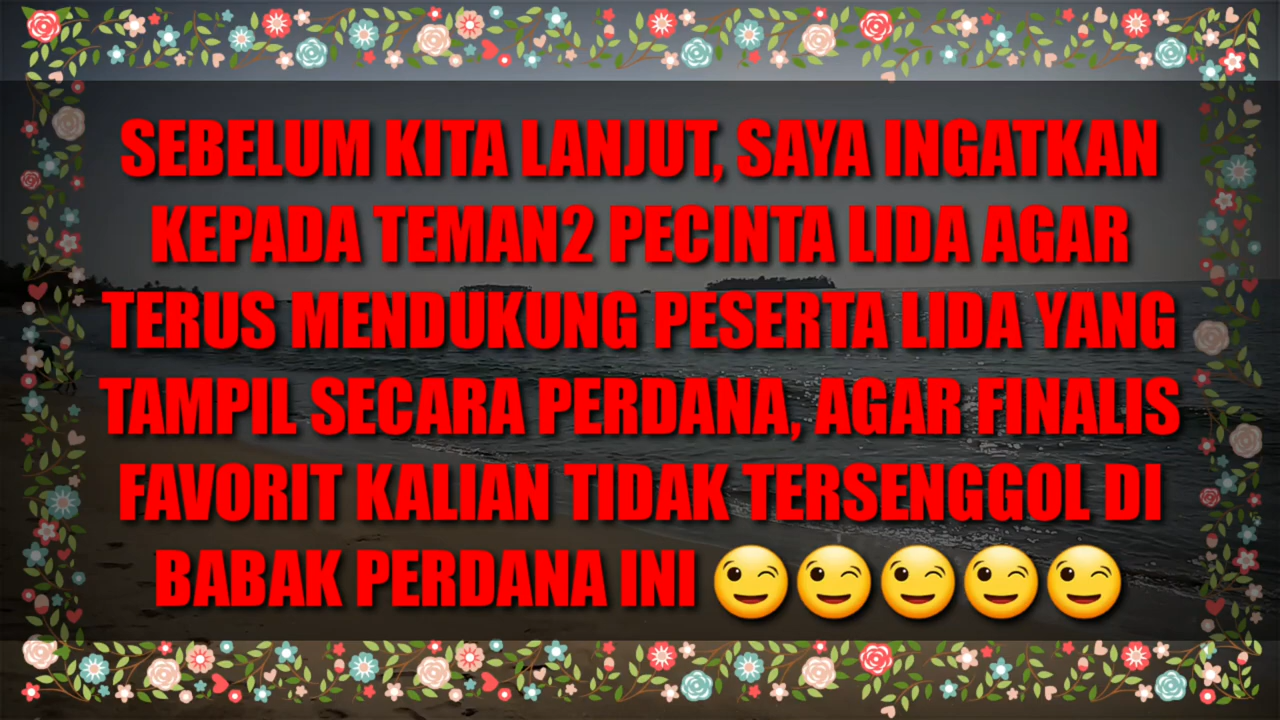 SEBELUM KITA LANJUT, SAYA INGATKAN
KEPADA TEMAN2 PECINTA LIDA AGAR
TERUS MENDUKUNG PESERTA LIDA YANG
TAMPIL SECARA PERDANA, AGAR FINALIS
FAVORIT KALIAN TIDAK TERSENGGOL DI
BABAK PERDANA INI 😉😉😉😉😉